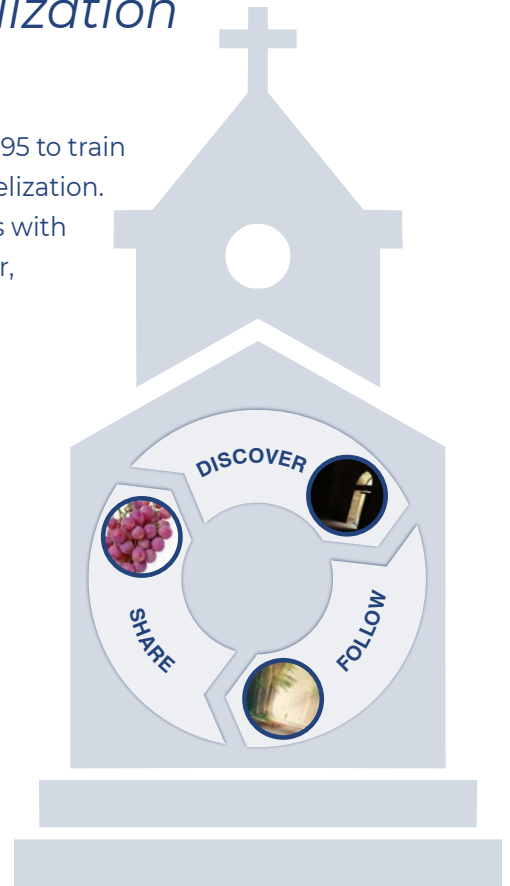 lization
95 to train
elization.
s with
r,
DISCOVER
FOLLOW
SHARE